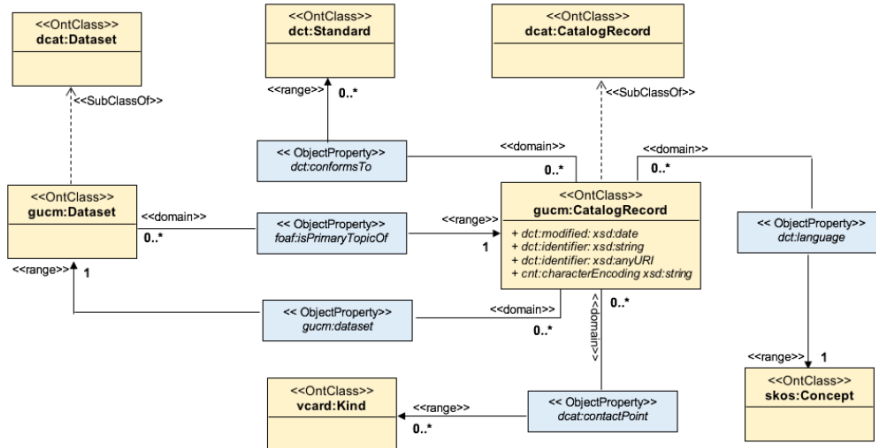 <<OntClass>>
dcat:Dataset
<<OntClass>>
dct:Standard
<<OntClass>>
dcat:CatalogRecord
<<SubClassOf>>
<<range>>
0..*
<<SubClassOf>>
<< ObjectProperty>>
dct:conformsTo
<<domain>>
0..*
<<domain>>
0..*
<<OntClass>>
gucm:Dataset
<<domain>>
0..*
<< ObjectProperty>>
foaf:isPrimaryTopicOf
<<range>>
1
<<OntClass>>
gucm:CatalogRecord
+ dct:modified: xsd:date
+ dct:identifier: xsd:string
+ dct:identifier: xsd:anyURI
+ cnt:characterEncoding xsd:string
<< ObjectProperty>>
dct:language
<<range>>
1
<< ObjectProperty>>
gucm:dataset
<<domain>>
0..*
<<domain>>
0..*
<<range>>
1
<<OntClass>>
vcard:Kind
<<range>>
0..*
<< ObjectProperty>>
dcat:contactPoint
<<OntClass>>
skos:Concept